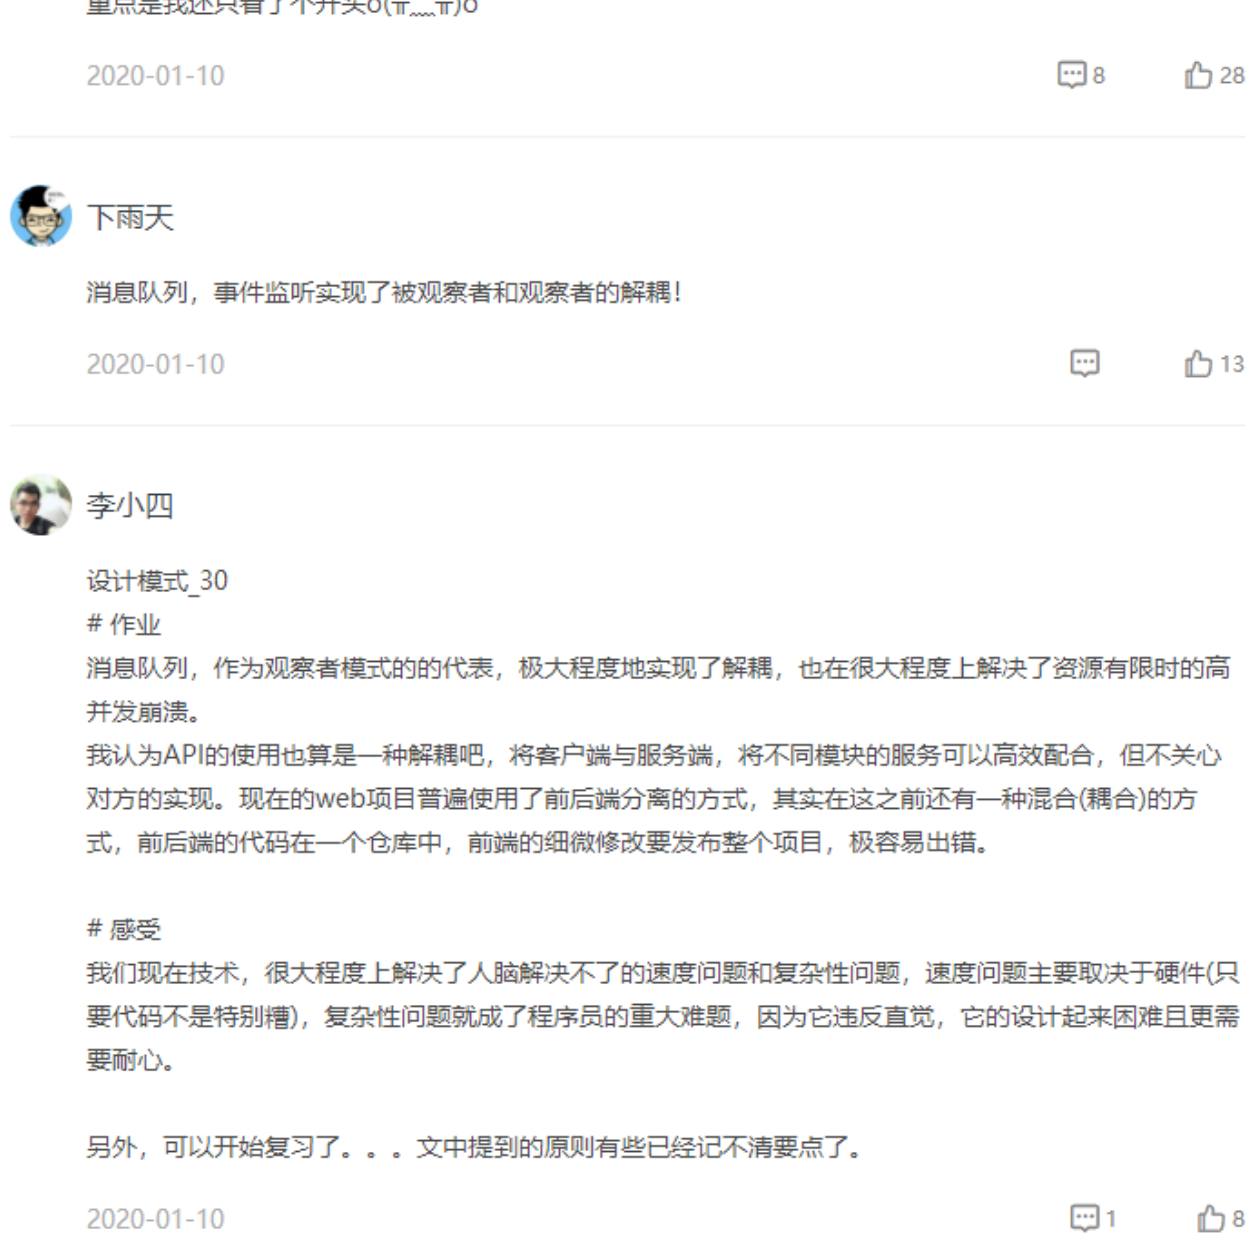 重点是我还只看了个开头o(╥﹏╥)o
2020-01-10
8
28
下雨天
消息队列，事件监听实现了被观察者和观察者的解耦！
2020-01-10
13
李小四
设计模式_30
# 作业
消息队列，作为观察者模式的的代表，极大程度地实现了解耦，也在很大程度上解决了资源有限时的高
并发崩溃。
我认为API的使用也算是一种解耦吧，将客户端与服务端，将不同模块的服务可以高效配合，但不关心
对方的实现。现在的web项目普遍使用了前后端分离的方式，其实在这之前还有一种混合(耦合)的方
式，前后端的代码在一个仓库中，前端的细微修改要发布整个项目，极容易出错。
# 感受
我们现在技术，很大程度上解决了人脑解决不了的速度问题和复杂性问题，速度问题主要取决于硬件(只
要代码不是特别糟)，复杂性问题就成了程序员的重大难题，因为它违反直觉，它的设计起来困难且更需
要耐心。
另外，可以开始复习了。。。文中提到的原则有些已经记不清要点了。
2020-01-10
1
8